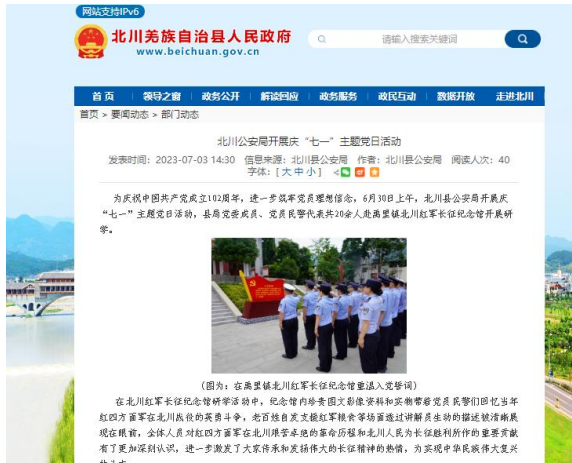 网站支持IPv6
北川羌族自治县人民政府
www.beichuan.gov.cn
请输入搜索关键词
首 页 领导之窗 政务公开 解读回应 政务服务 政民互动 数据开放 走进北川
首页 > 要闻动态 > 部门动态
北川公安局开展庆“七一”主题党日活动
发表时间：2023-07-03 14:30 信息来源：北川县公安局 作者：北川县公安局 阅读人次：40
字体：[ 大 中 小 ]
为庆祝中国共产党成立102周年，进一步筑牢党员理想信念，6月30日上午，北川县公安局开展庆
“七一”主题党日活动，县局党委成员、党员民警代表共20余人赴禹里镇北川红军长征纪念馆开展研
学。
(图为：在禹里镇北川红军长征纪念馆重温入党誓词)
在北川红军长征纪念馆研学活动中，纪念馆内珍贵图文影像资料和实物带着党员民警们回忆当年
红四方面军在北川战役的英勇斗争，老百姓自发支援红军粮食等场面透过讲解员生动的描述被清晰展
现在眼前，全体人员对红四方面军在北川艰苦卓绝的革命历程和北川人民为长征胜利所作的重要贡献
有了更加深刻认识，进一步激发了大家传承和发扬伟大的长征精神的热情，为实现中华民族伟大复兴